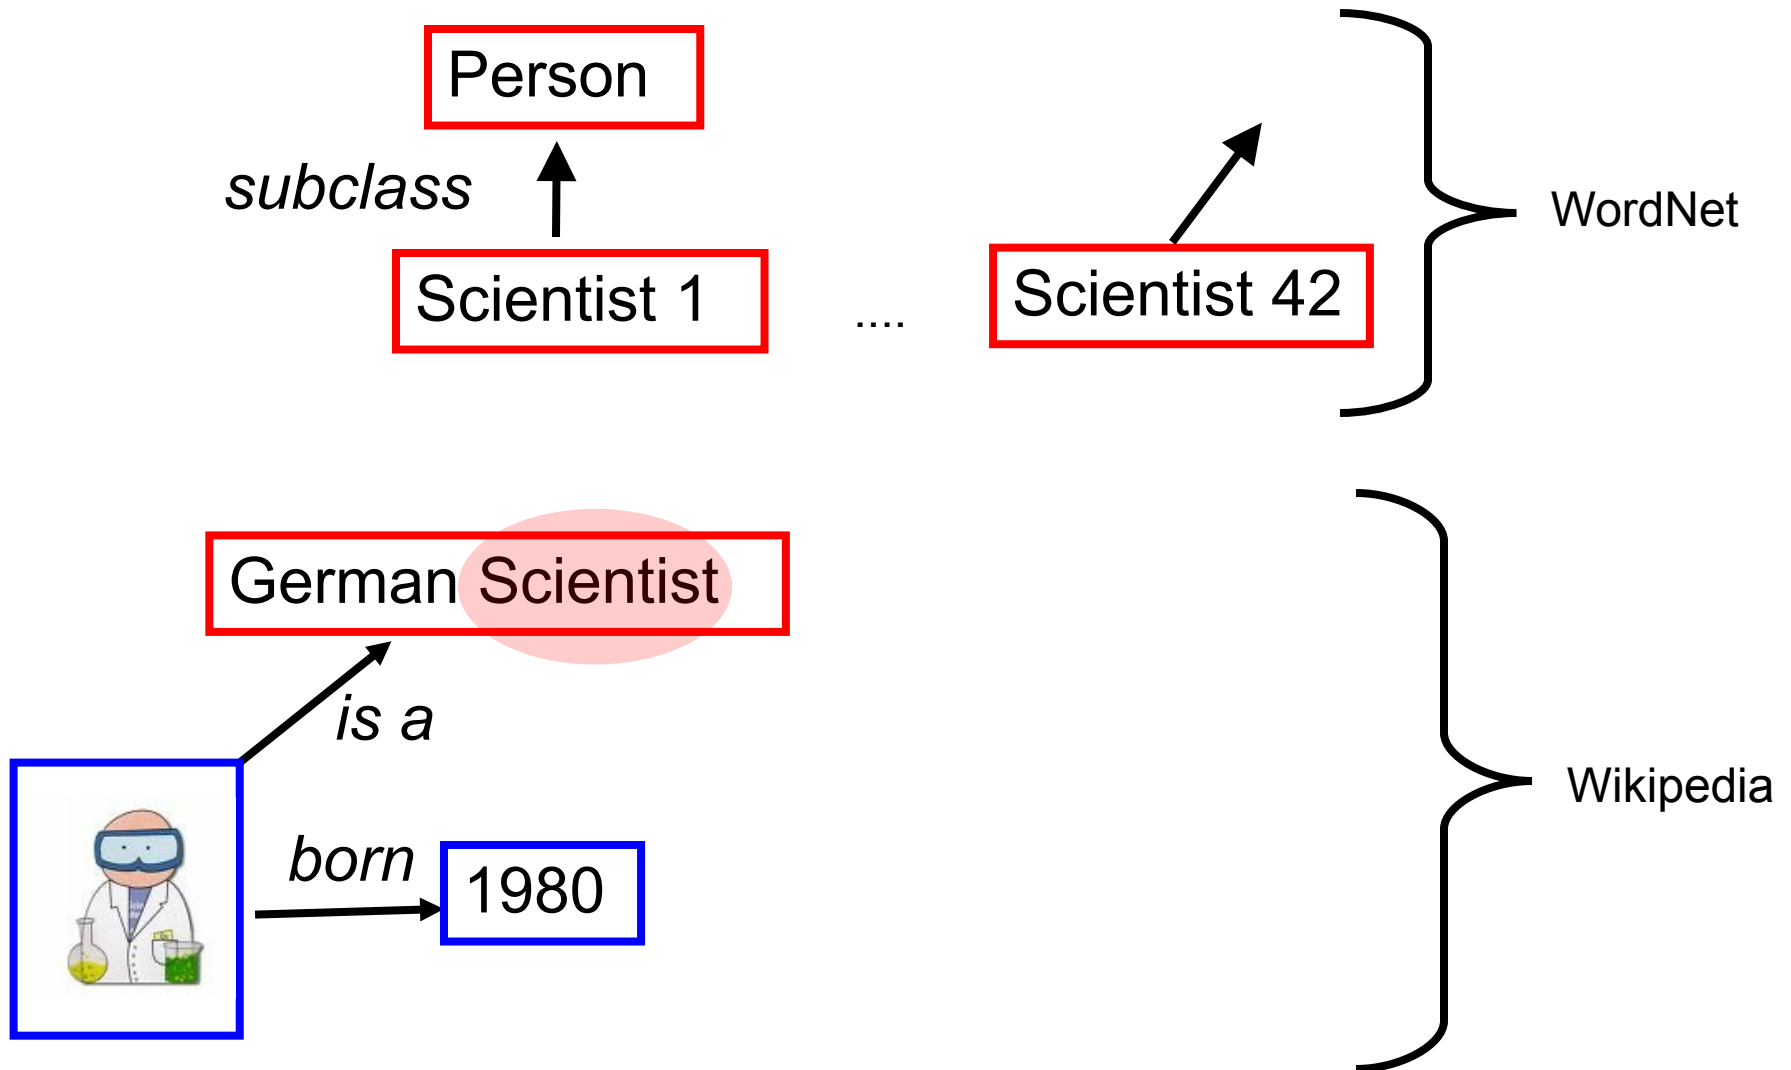 Person
subclass
WordNet
Scientist 1
....
Scientist 42
German Scientist
is a
Wikipedia
born
1980